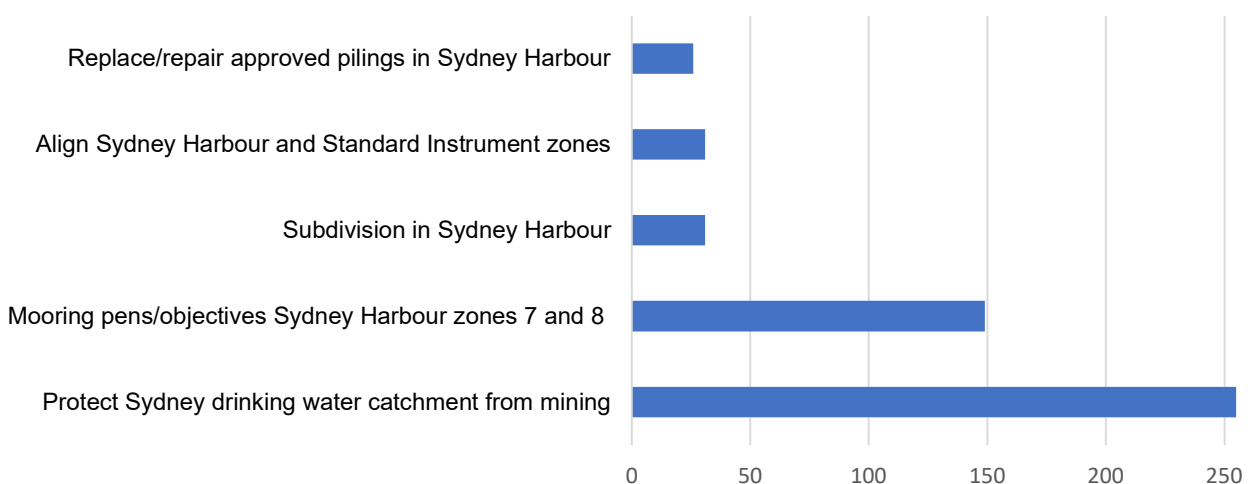 Replace/repair approved pilings in Sydney Harbour
Align Sydney Harbour and Standard Instrument zones
Subdivision in Sydney Harbour
Mooring pens/objectives Sydney Harbour zones 7 and 8
Protect Sydney drinking water catchment from mining
0 50 100 150 200 250